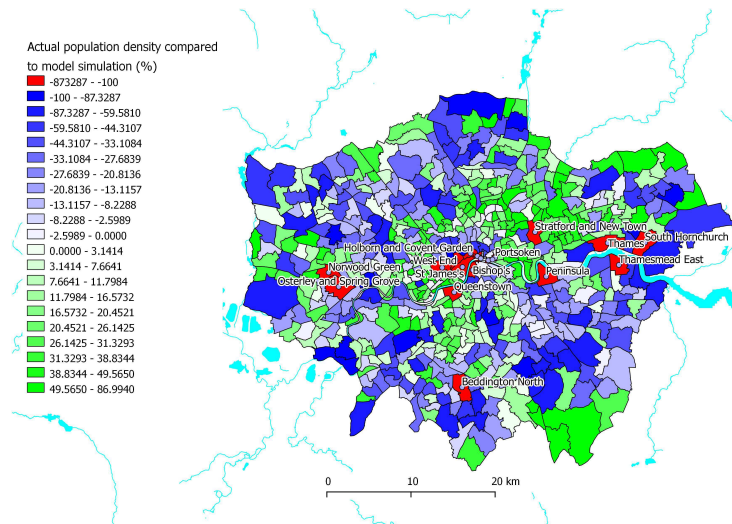 Actual population density compared
to model simulation (%)
-873287 - -100
-100 - -87.3287
-87.3287 - -59.5810
-59.5810 - -44.3107
-44.3107 - -33.1084
-33.1084 - -27.6839
-27.6839 - -20.8136
-20.8136 - -13.1157
-13.1157 - -8.2288
-8.2288 - -2.5989
-2.5989 - 0.0000
0.0000 - 3.1414
3.1414 - 7.6641
7.6641 - 11.7984
11.7984 - 16.5732
16.5732 - 20.4521
20.4521 - 26.1425
26.1425 - 31.3293
31.3293 - 38.8344
38.8344 - 49.5650
49.5650 - 86.9940
Stratford and New Town
South Hornchurch
Thames
Holborn and Covent Garden
Portsoken
West End
Thamesmead East
Norwood Green
St James's
Bishop's
Peninsula
Osterley and Spring Grove
Queenstown
Beddington North
0 10 20 km